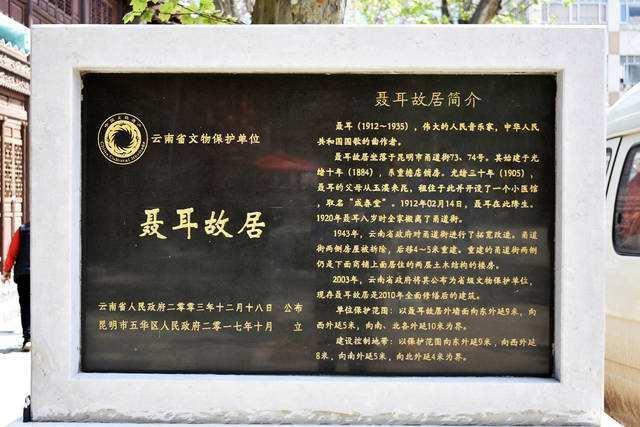 云南省文物保护单位
聂耳故居
云南省人民政府二零零三年十二月十八日 公布
昆明市五华区人民政府二零一七年十月 立
聂耳故居简介
聂耳（1912～1935），伟大的人民音乐家，中华人民
共和国国歌的曲作者。
聂耳故居坐落于昆明市甬道街73、74号。其始建于光
绪十年（1884），系重檐店铺房。光绪三十年（1905），
聂耳的父母从玉溪来昆，租住于此并开设了一个小医馆
，取名“成春堂”。1912年02月14日，聂耳在此降生。
1920年聂耳八岁时全家搬离了甬道街。
1943年，云南省政府对甬道街进行了拓宽改造。甬道
街两侧房屋被拆除，后移4～5米重建。重建的甬道街两侧
仍是下面商铺上面居住的两层土木结构的楼房。
2003年，云南省政府将其公布为省级文物保护单位，
现存聂耳故居是2010年全面修缮后的建筑。
单位保护范围：以聂耳故居外墙面向东外延9米，向
西外延5米，向南、北各外延10米为界。
建设控制地带：以保护范围向东外延9米，向西外延
8米，向南外延5米，向北外延4米为界。